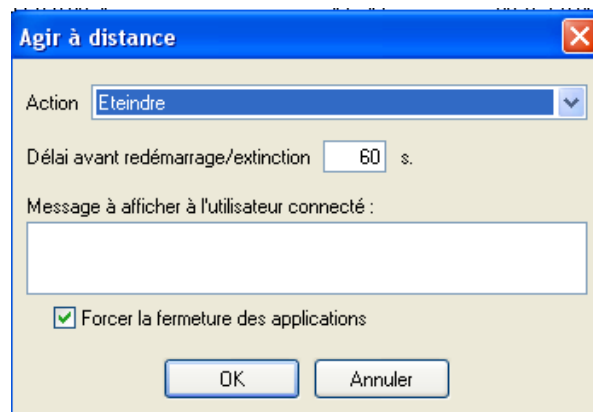 Agir à distance
Action Eteindre
Délai avant redémarrage/extinction 60 s.
Message à afficher à l'utilisateur connecté :
Forcer la fermeture des applications
OK Annuler